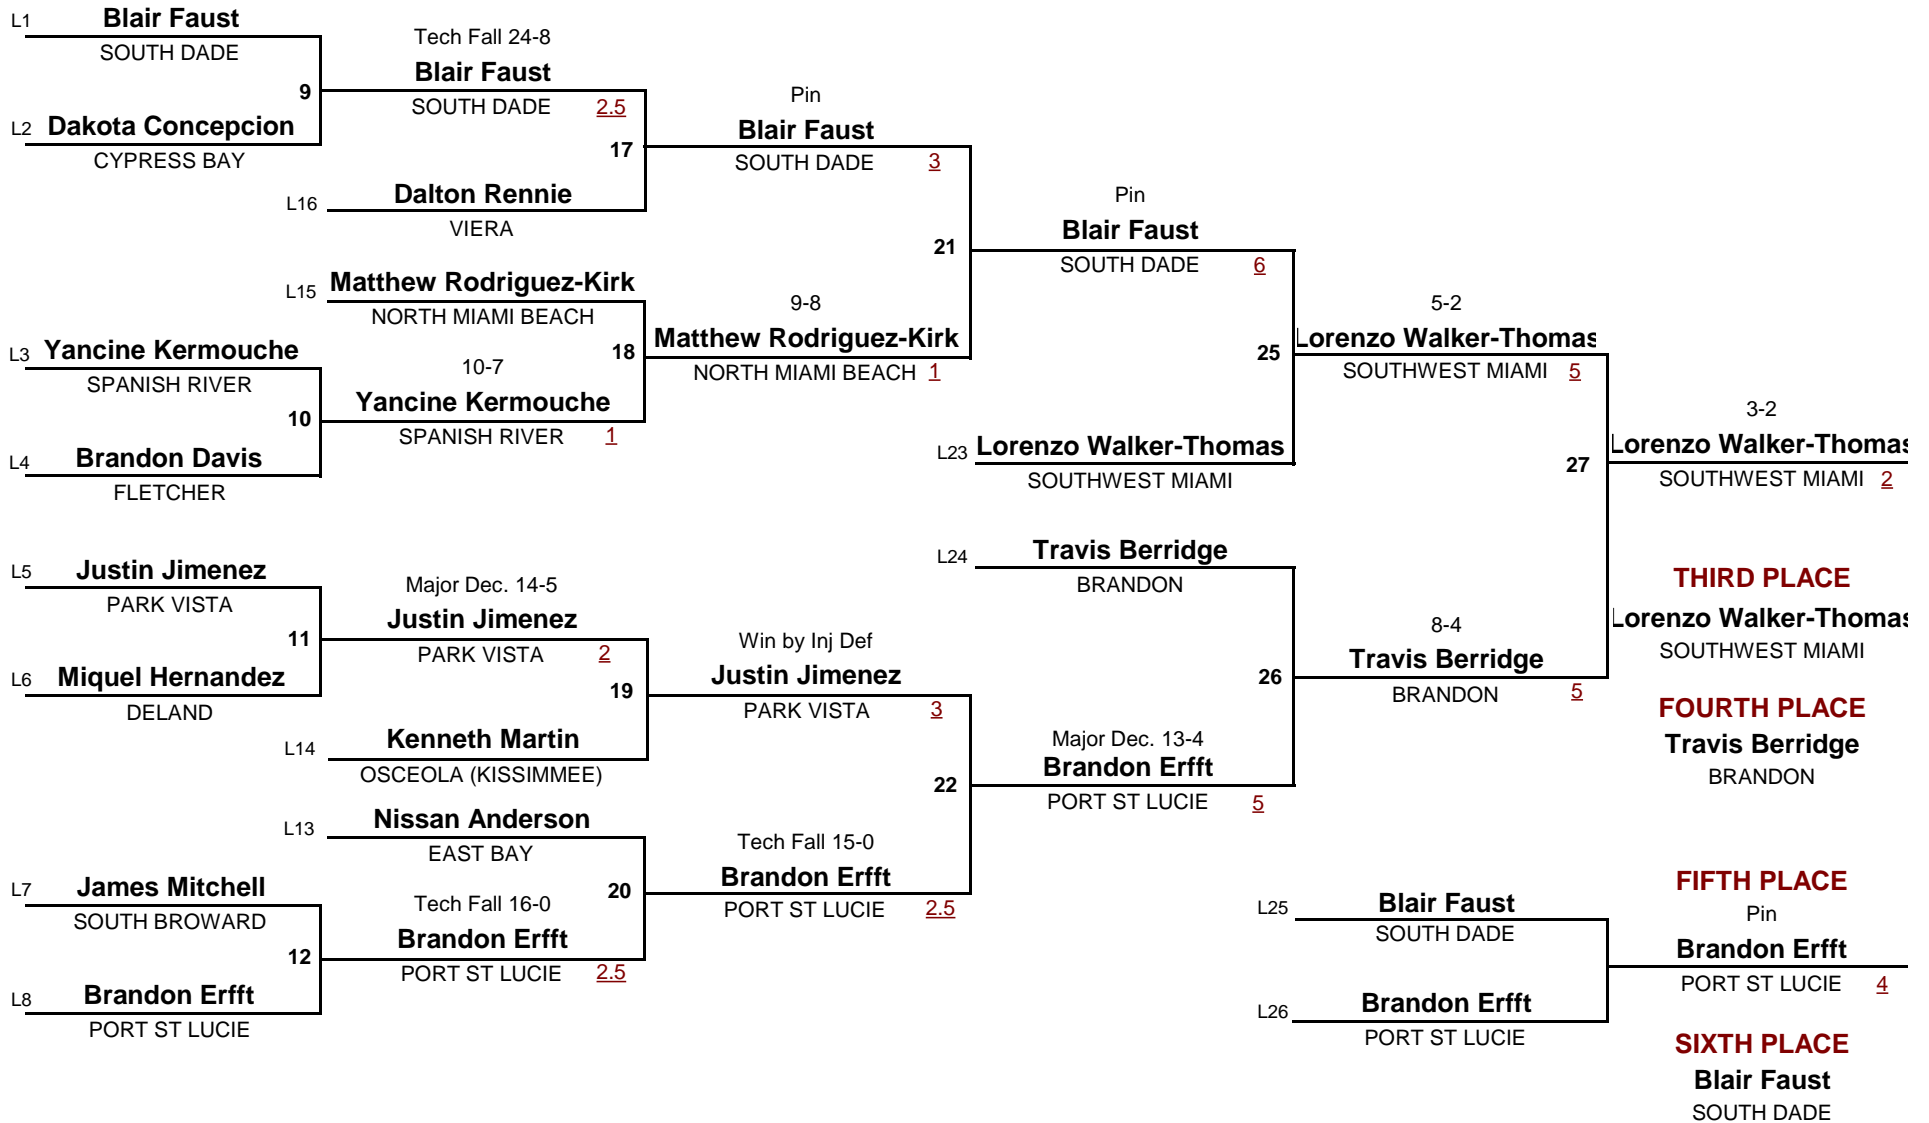 L1 Blair Faust
SOUTH DADE
9
L2 Dakota Concepcion
CYPRESS BAY
Tech Fall 24-8
Blair Faust
SOUTH DADE 2.5
17
L16 Dalton Rennie
VIERA
Pin
Blair Faust
SOUTH DADE 3
21
L15 Matthew Rodriguez-Kirk
NORTH MIAMI BEACH
18
L3 Yancine Kermouche
SPANISH RIVER
10
L4 Brandon Davis
FLETCHER
10-7
Yancine Kermouche
SPANISH RIVER 1
9-8
Matthew Rodriguez-Kirk
NORTH MIAMI BEACH 1
Pin
Blair Faust
SOUTH DADE 6
25
L23 Lorenzo Walker-Thomas
SOUTHWEST MIAMI
5-2
Lorenzo Walker-Thomas
SOUTHWEST MIAMI 5
27
3-2
Lorenzo Walker-Thomas
SOUTHWEST MIAMI 2
L5 Justin Jimenez
PARK VISTA
11
L6 Miquel Hernandez
DELAND
Major Dec. 14-5
Justin Jimenez
PARK VISTA 2
19
L14 Kenneth Martin
OSCEOLA (KISSIMMEE)
Win by Inj Def
Justin Jimenez
PARK VISTA 3
22
L13 Nissan Anderson
EAST BAY
20
L7 James Mitchell
SOUTH BROWARD
12
L8 Brandon Erfft
PORT ST LUCIE
Tech Fall 16-0
Brandon Erfft
PORT ST LUCIE 2.5
Tech Fall 15-0
Brandon Erfft
PORT ST LUCIE 2.5
L24 Travis Berridge
BRANDON
26
Major Dec. 13-4
Brandon Erfft
PORT ST LUCIE 5
8-4
Travis Berridge
BRANDON 5
THIRD PLACE
Lorenzo Walker-Thomas
SOUTHWEST MIAMI
FOURTH PLACE
Travis Berridge
BRANDON
L25 Blair Faust
SOUTH DADE
L26 Brandon Erfft
PORT ST LUCIE
FIFTH PLACE
Pin
Brandon Erfft
PORT ST LUCIE 4
SIXTH PLACE
Blair Faust
SOUTH DADE